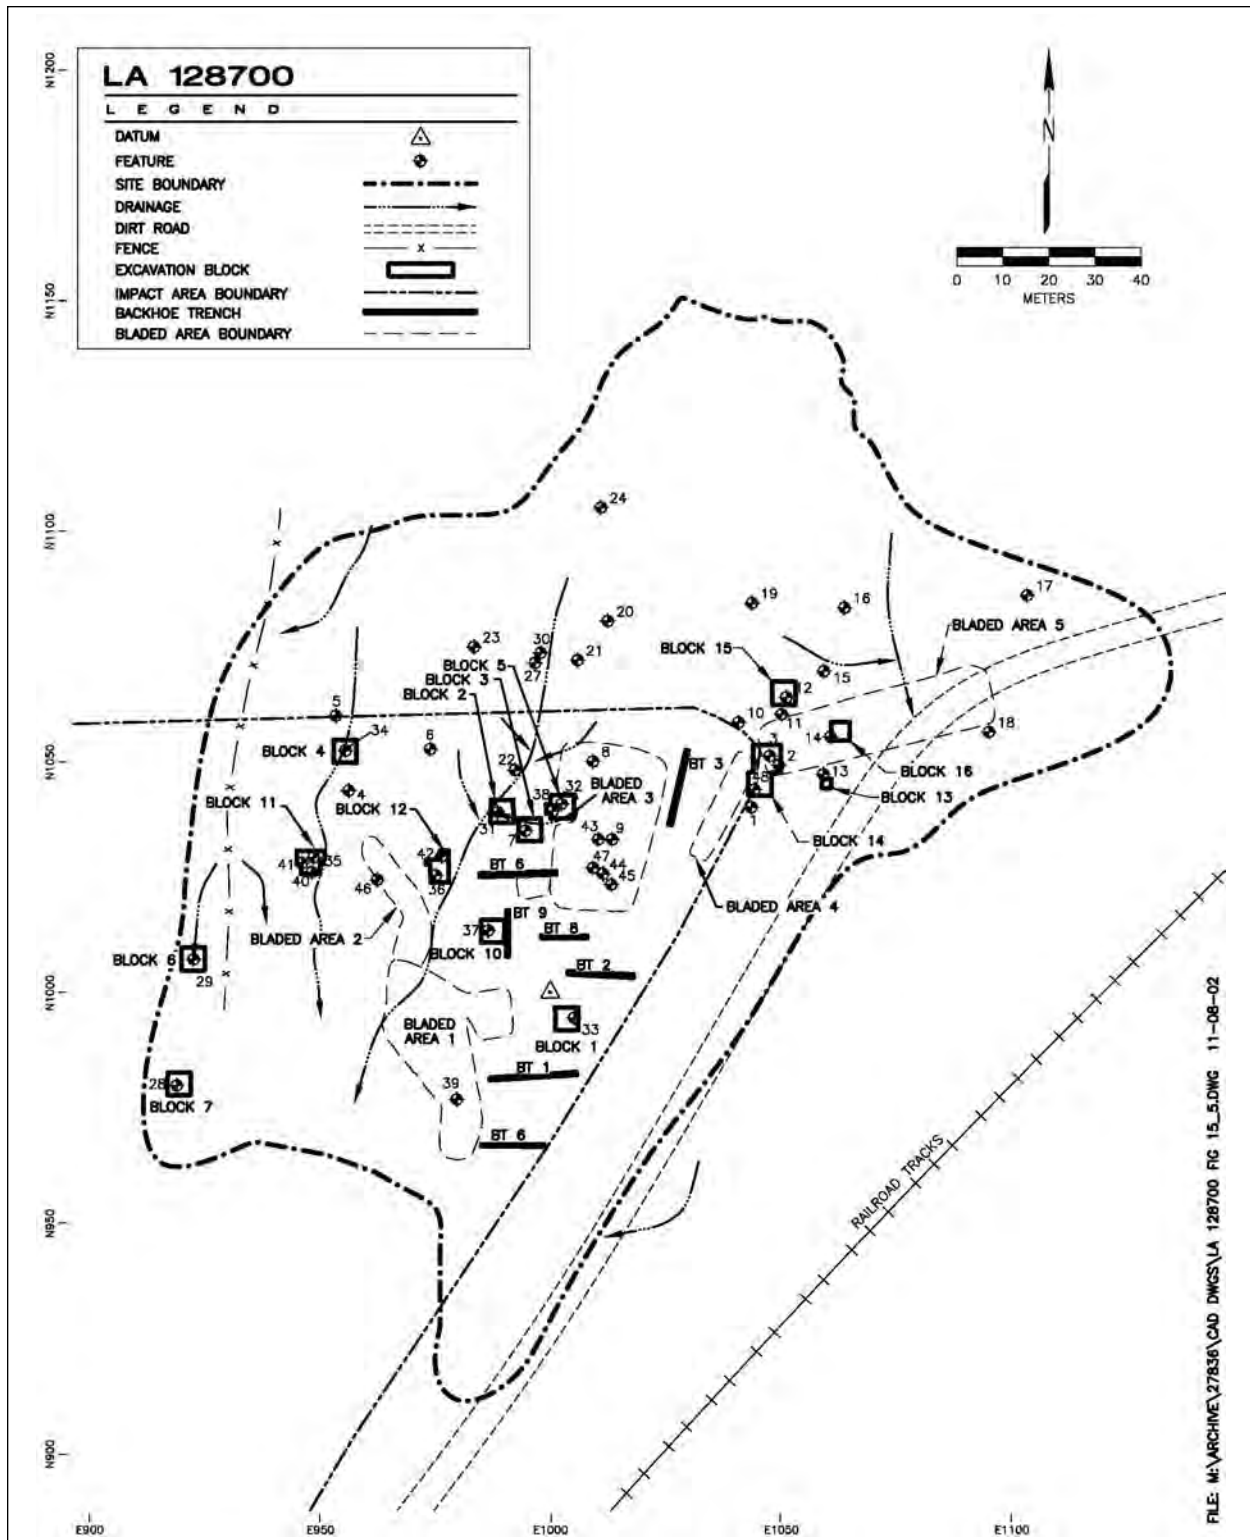 LA 128700
LEGEND
DATUM
FEATURE
SITE BOUNDARY
DRAINAGE
DIRT ROAD
FENCE
x
EXCAVATION BLOCK
IMPACT AREA BOUNDARY
BACKHOE TRENCH
BLADED AREA BOUNDARY
N
0 10 20 30 40
METERS
N1200
N1150
N1100
N1050
N1000
N950
N900
E900
E950
E1000
E1050
E1100
24
17
19
16
20
BLADED AREA 5
23
30
21
BLOCK 15
BLOCK 5
27
BLOCK 3
15
BLOCK 2
12
5
10
11
18
34
6
14
3
BLOCK 4
8
2
BT 3
22
BLOCK 16
4
38
32
BLADED
AREA 3
48
13
BLOCK 13
BLOCK 11
BLOCK 12
31
7
1
BLOCK 14
43
9
42
41
35
47
44
40
BT 6
45
46
36
BLADED AREA 4
BT 9
BLADED AREA 2
37
BT 8
BLOCK 10
BLOCK 6
29
BT 2
BLADED
AREA 1
33
BLOCK 1
28
BT 1
BLOCK 7
39
BT 6
RAILROAD TRACKS
FILE: M:\ARCHIVE\27836\CAD DWGS\LA 128700 FIG 15_5.DWG 11-08-02